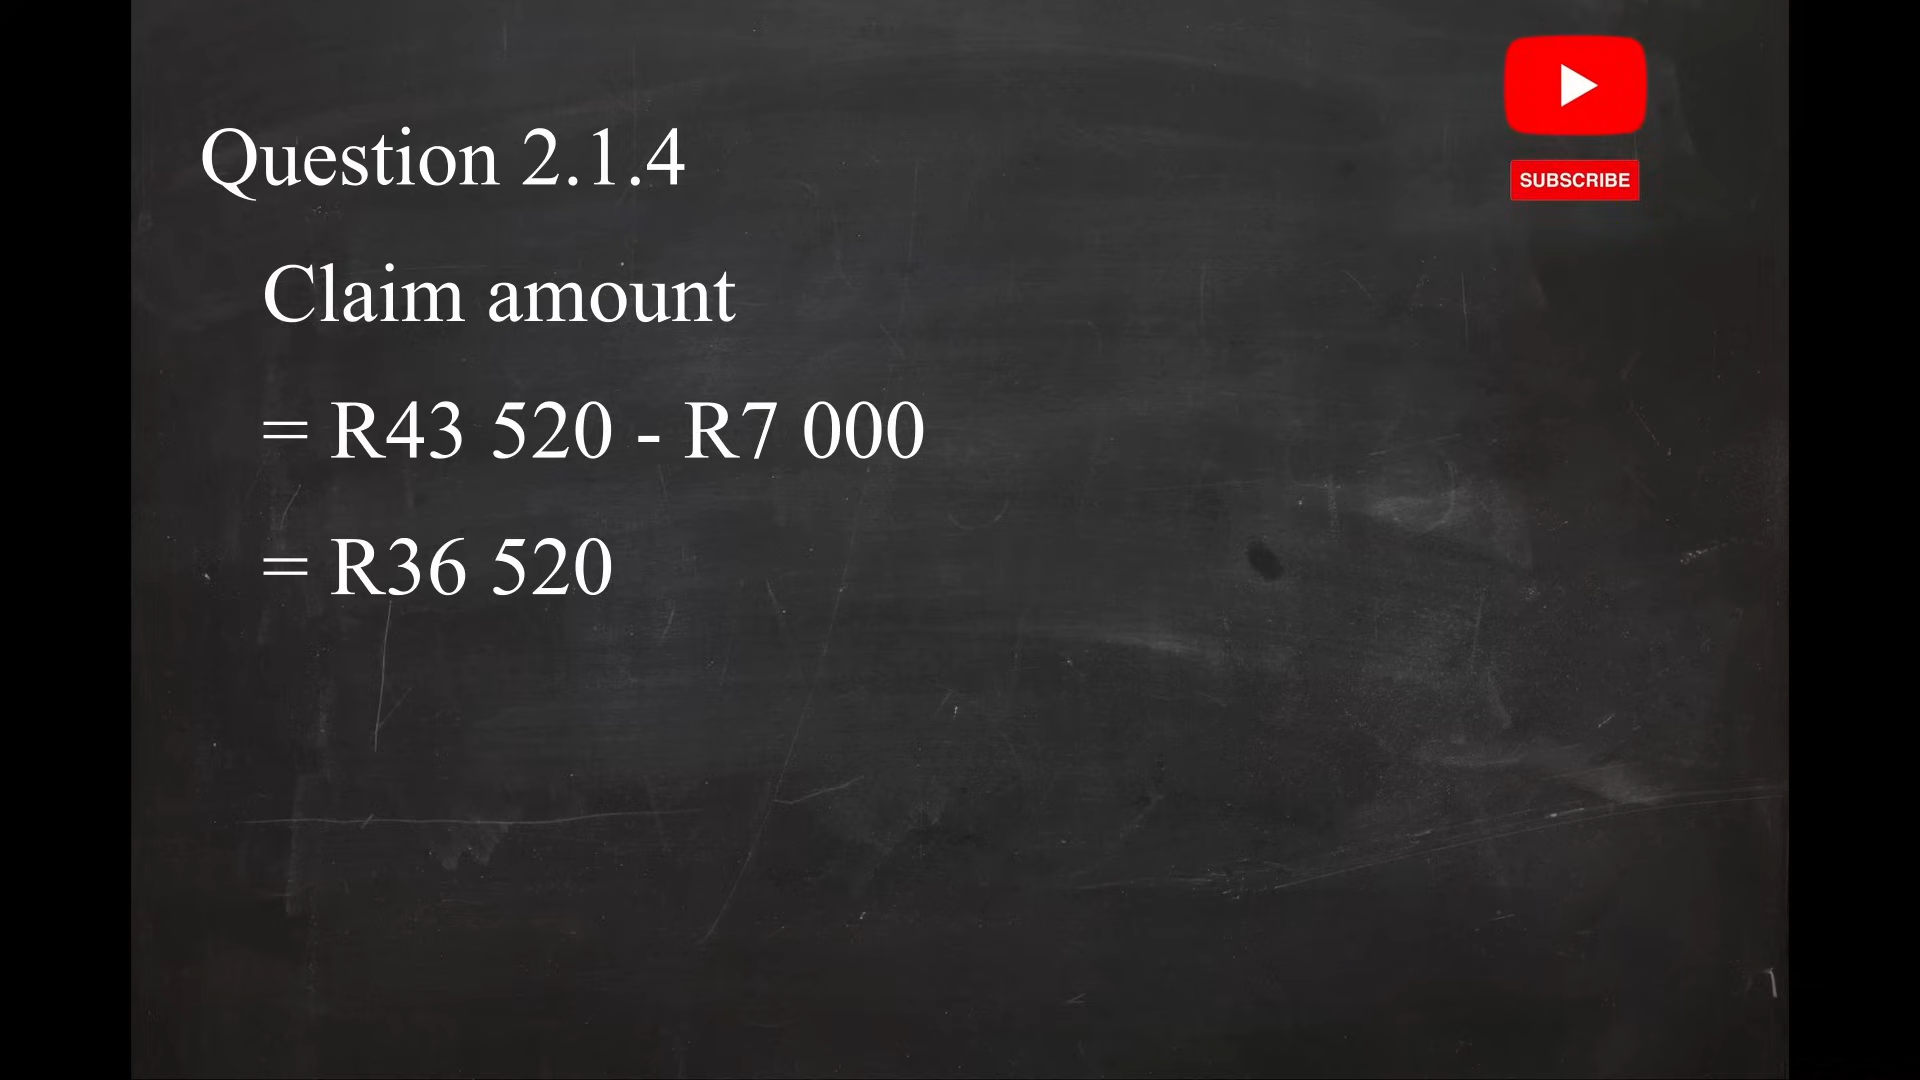 Question 2.1.4
SUBSCRIBE
Claim amount
= R43 520 - R7 000
= R36 520